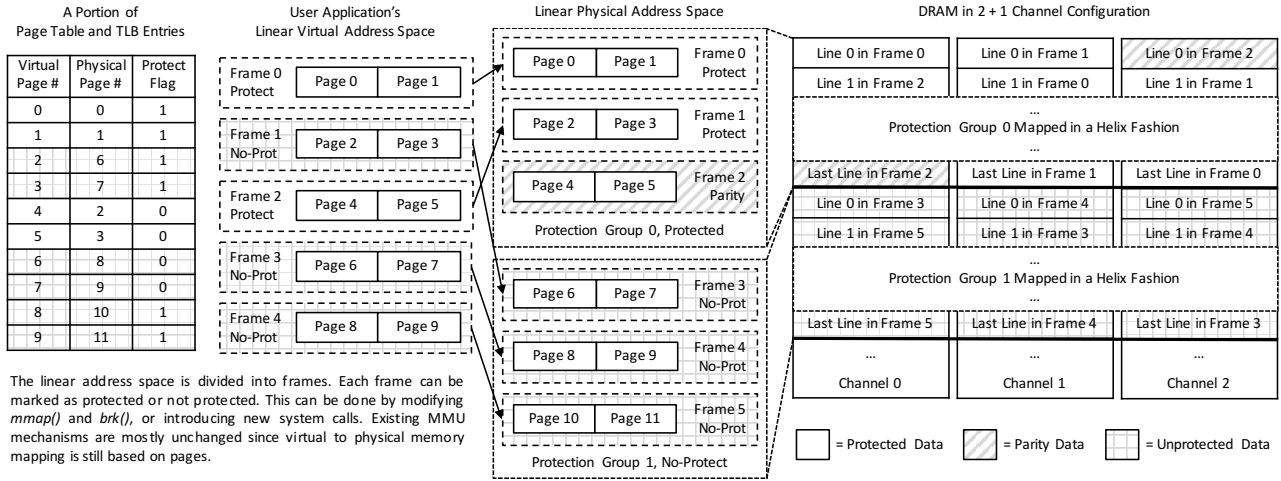 A Portion of
Page Table and TLB Entries
Virtual Page # Physical Page # Protect Flag
0 0 1
1 1 1
2 6 1
3 7 1
4 2 0
5 3 0
6 8 0
7 9 0
8 10 1
9 11 1
The linear address space is divided into frames. Each frame can be
marked as protected or not protected. This can be done by modifying
mmap() and brk(), or introducing new system calls. Existing MMU
mechanisms are mostly unchanged since virtual to physical memory
mapping is still based on pages.
User Application's
Linear Virtual Address Space
Frame 0
Protect
Page 0 Page 1
Frame 1
No-Prot
Page 2 Page 3
Frame 2
Protect
Page 4 Page 5
Frame 3
No-Prot
Page 6 Page 7
Frame 4
No-Prot
Page 8 Page 9
Linear Physical Address Space
Page 0 Page 1
Frame 0
Protect
Page 2 Page 3
Frame 1
Protect
Page 4 Page 5
Frame 2
Parity
Protection Group 0, Protected
Page 6 Page 7
Frame 3
No-Prot
Page 8 Page 9
Frame 4
No-Prot
Page 10 Page 11
Frame 5
No-Prot
Protection Group 1, No-Protect
DRAM in 2 + 1 Channel Configuration
Line 0 in Frame 0 Line 0 in Frame 1 Line 0 in Frame 2
Line 1 in Frame 2 Line 1 in Frame 0 Line 1 in Frame 1
...
Protection Group 0 Mapped in a Helix Fashion
...
Last Line in Frame 2 Last Line in Frame 1 Last Line in Frame 0
Line 0 in Frame 3 Line 0 in Frame 4 Line 0 in Frame 5
Line 1 in Frame 5 Line 1 in Frame 3 Line 1 in Frame 4
...
Protection Group 1 Mapped in a Helix Fashion
...
Last Line in Frame 5 Last Line in Frame 4 Last Line in Frame 3
... ... ...
Channel 0 Channel 1 Channel 2
= Protected Data = Parity Data = Unprotected Data